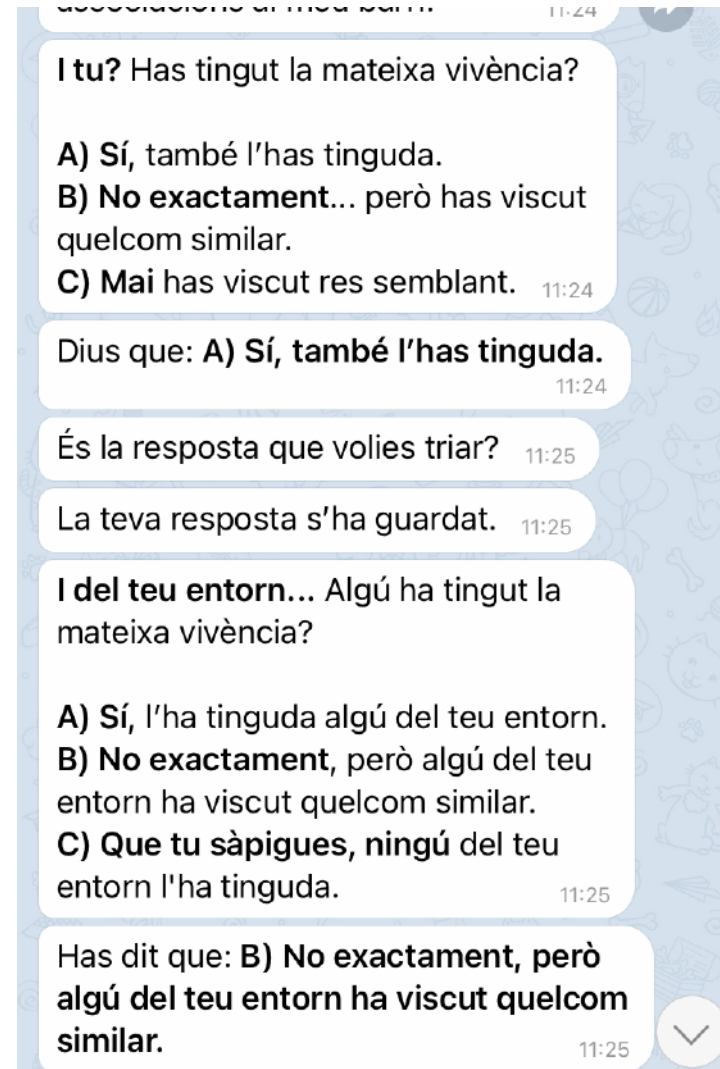 11:24
I tu? Has tingut la mateixa vivència?
A) Sí, també l’has tinguda.
B) No exactament... però has viscut
quelcom similar.
C) Mai has viscut res semblant. 11:24
Dius que: A) Sí, també l’has tinguda.
11:24
És la resposta que volies triar? 11:25
La teva resposta s’ha guardat. 11:25
I del teu entorn... Algú ha tingut la
mateixa vivència?
A) Sí, l’ha tinguda algú del teu entorn.
B) No exactament, però algú del teu
entorn ha viscut quelcom similar.
C) Que tu sàpigues, ningú del teu
entorn l'ha tinguda. 11:25
Has dit que: B) No exactament, però
algú del teu entorn ha viscut quelcom
similar. 11:25